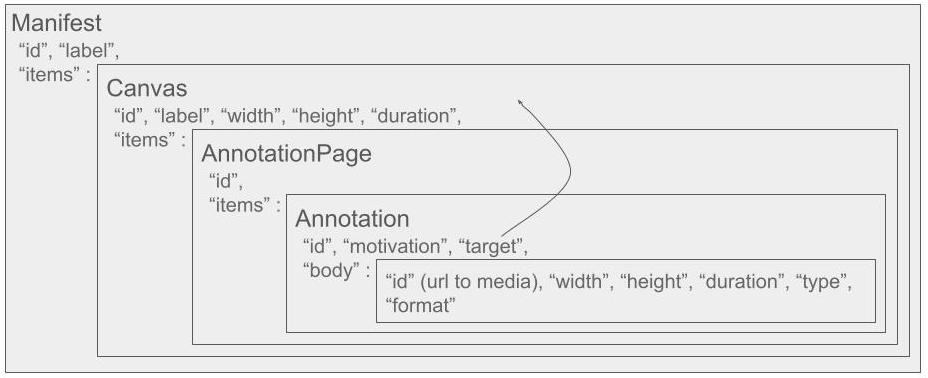 Manifest
“id”, “label”,
“items” :
Canvas
“id”, “label”, “width”, “height”, “duration”,
“items” :
AnnotationPage
“id”,
“items” :
Annotation
“id”, “motivation”, “target”,
“body” :
“id” (url to media), “width”, “height”, “duration”, “type”,
“format”